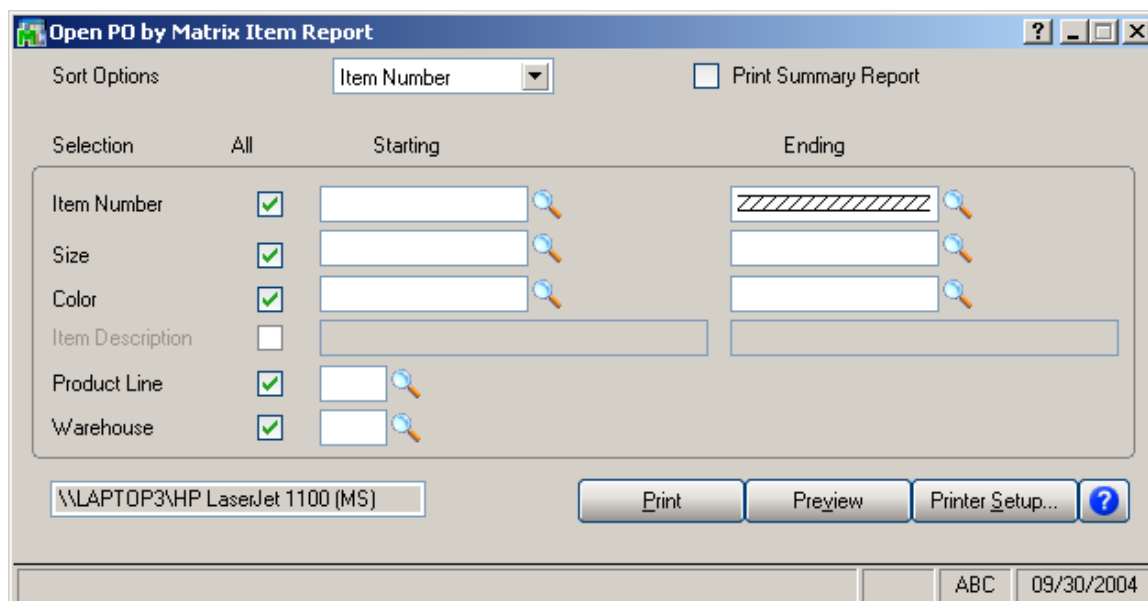 Open PO by Matrix Item Report
Sort Options Item Number Print Summary Report
Selection All Starting Ending
Item Number
Size
Color
Item Description
Product Line
Warehouse
\\LAPTOP3\HP LaserJet 1100 (MS) Print Preview Printer Setup...
ABC 09/30/2004